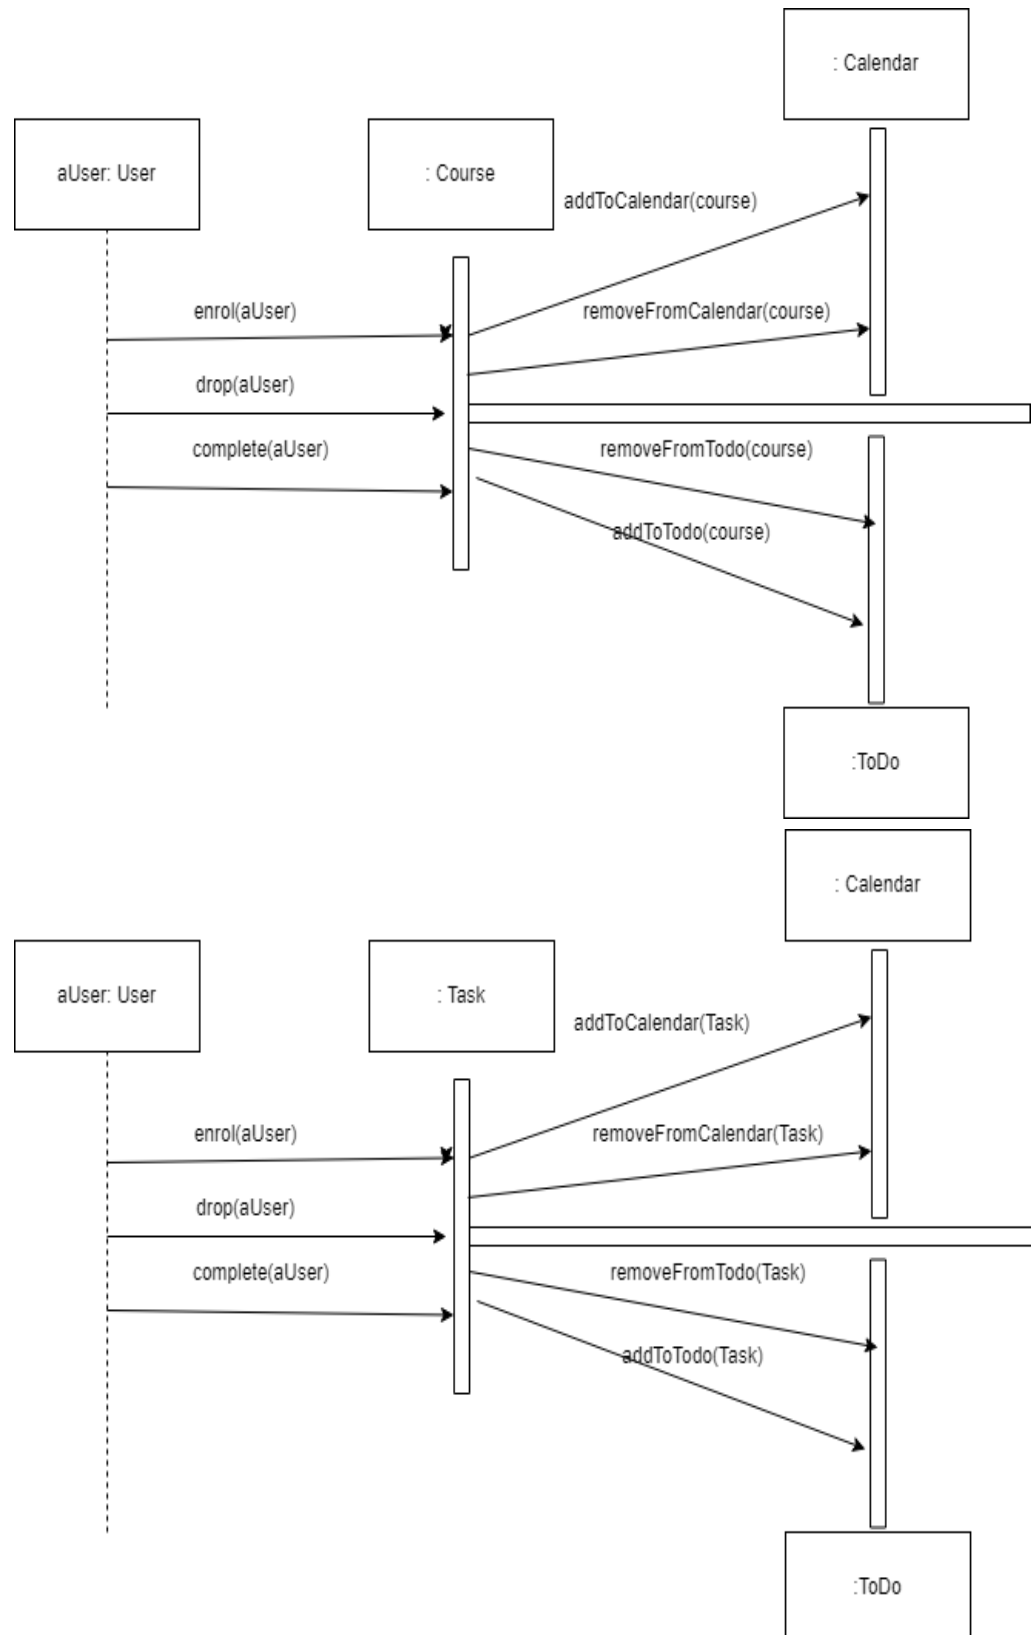 : Calendar
aUser: User
: Course
addToCalendar(course)
enrol(aUser)
removeFromCalendar(course)
drop(aUser)
complete(aUser)
removeFromTodo(course)
addToTodo(course)
:ToDo
: Calendar
aUser: User
: Task
addToCalendar(Task)
enrol(aUser)
removeFromCalendar(Task)
drop(aUser)
complete(aUser)
removeFromTodo(Task)
addToTodo(Task)
:ToDo